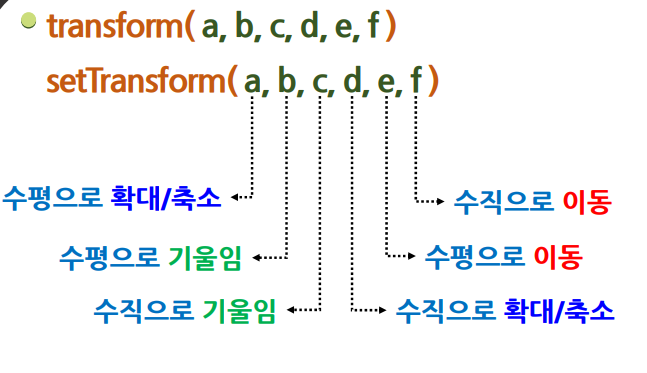 transform( a, b, c, d, e, f )
setTransform( a, b, c, d, e, f )
수평으로 확대/축소
수직으로 이동
수평으로 기울임
수평으로 이동
수직으로 기울임
수직으로 확대/축소